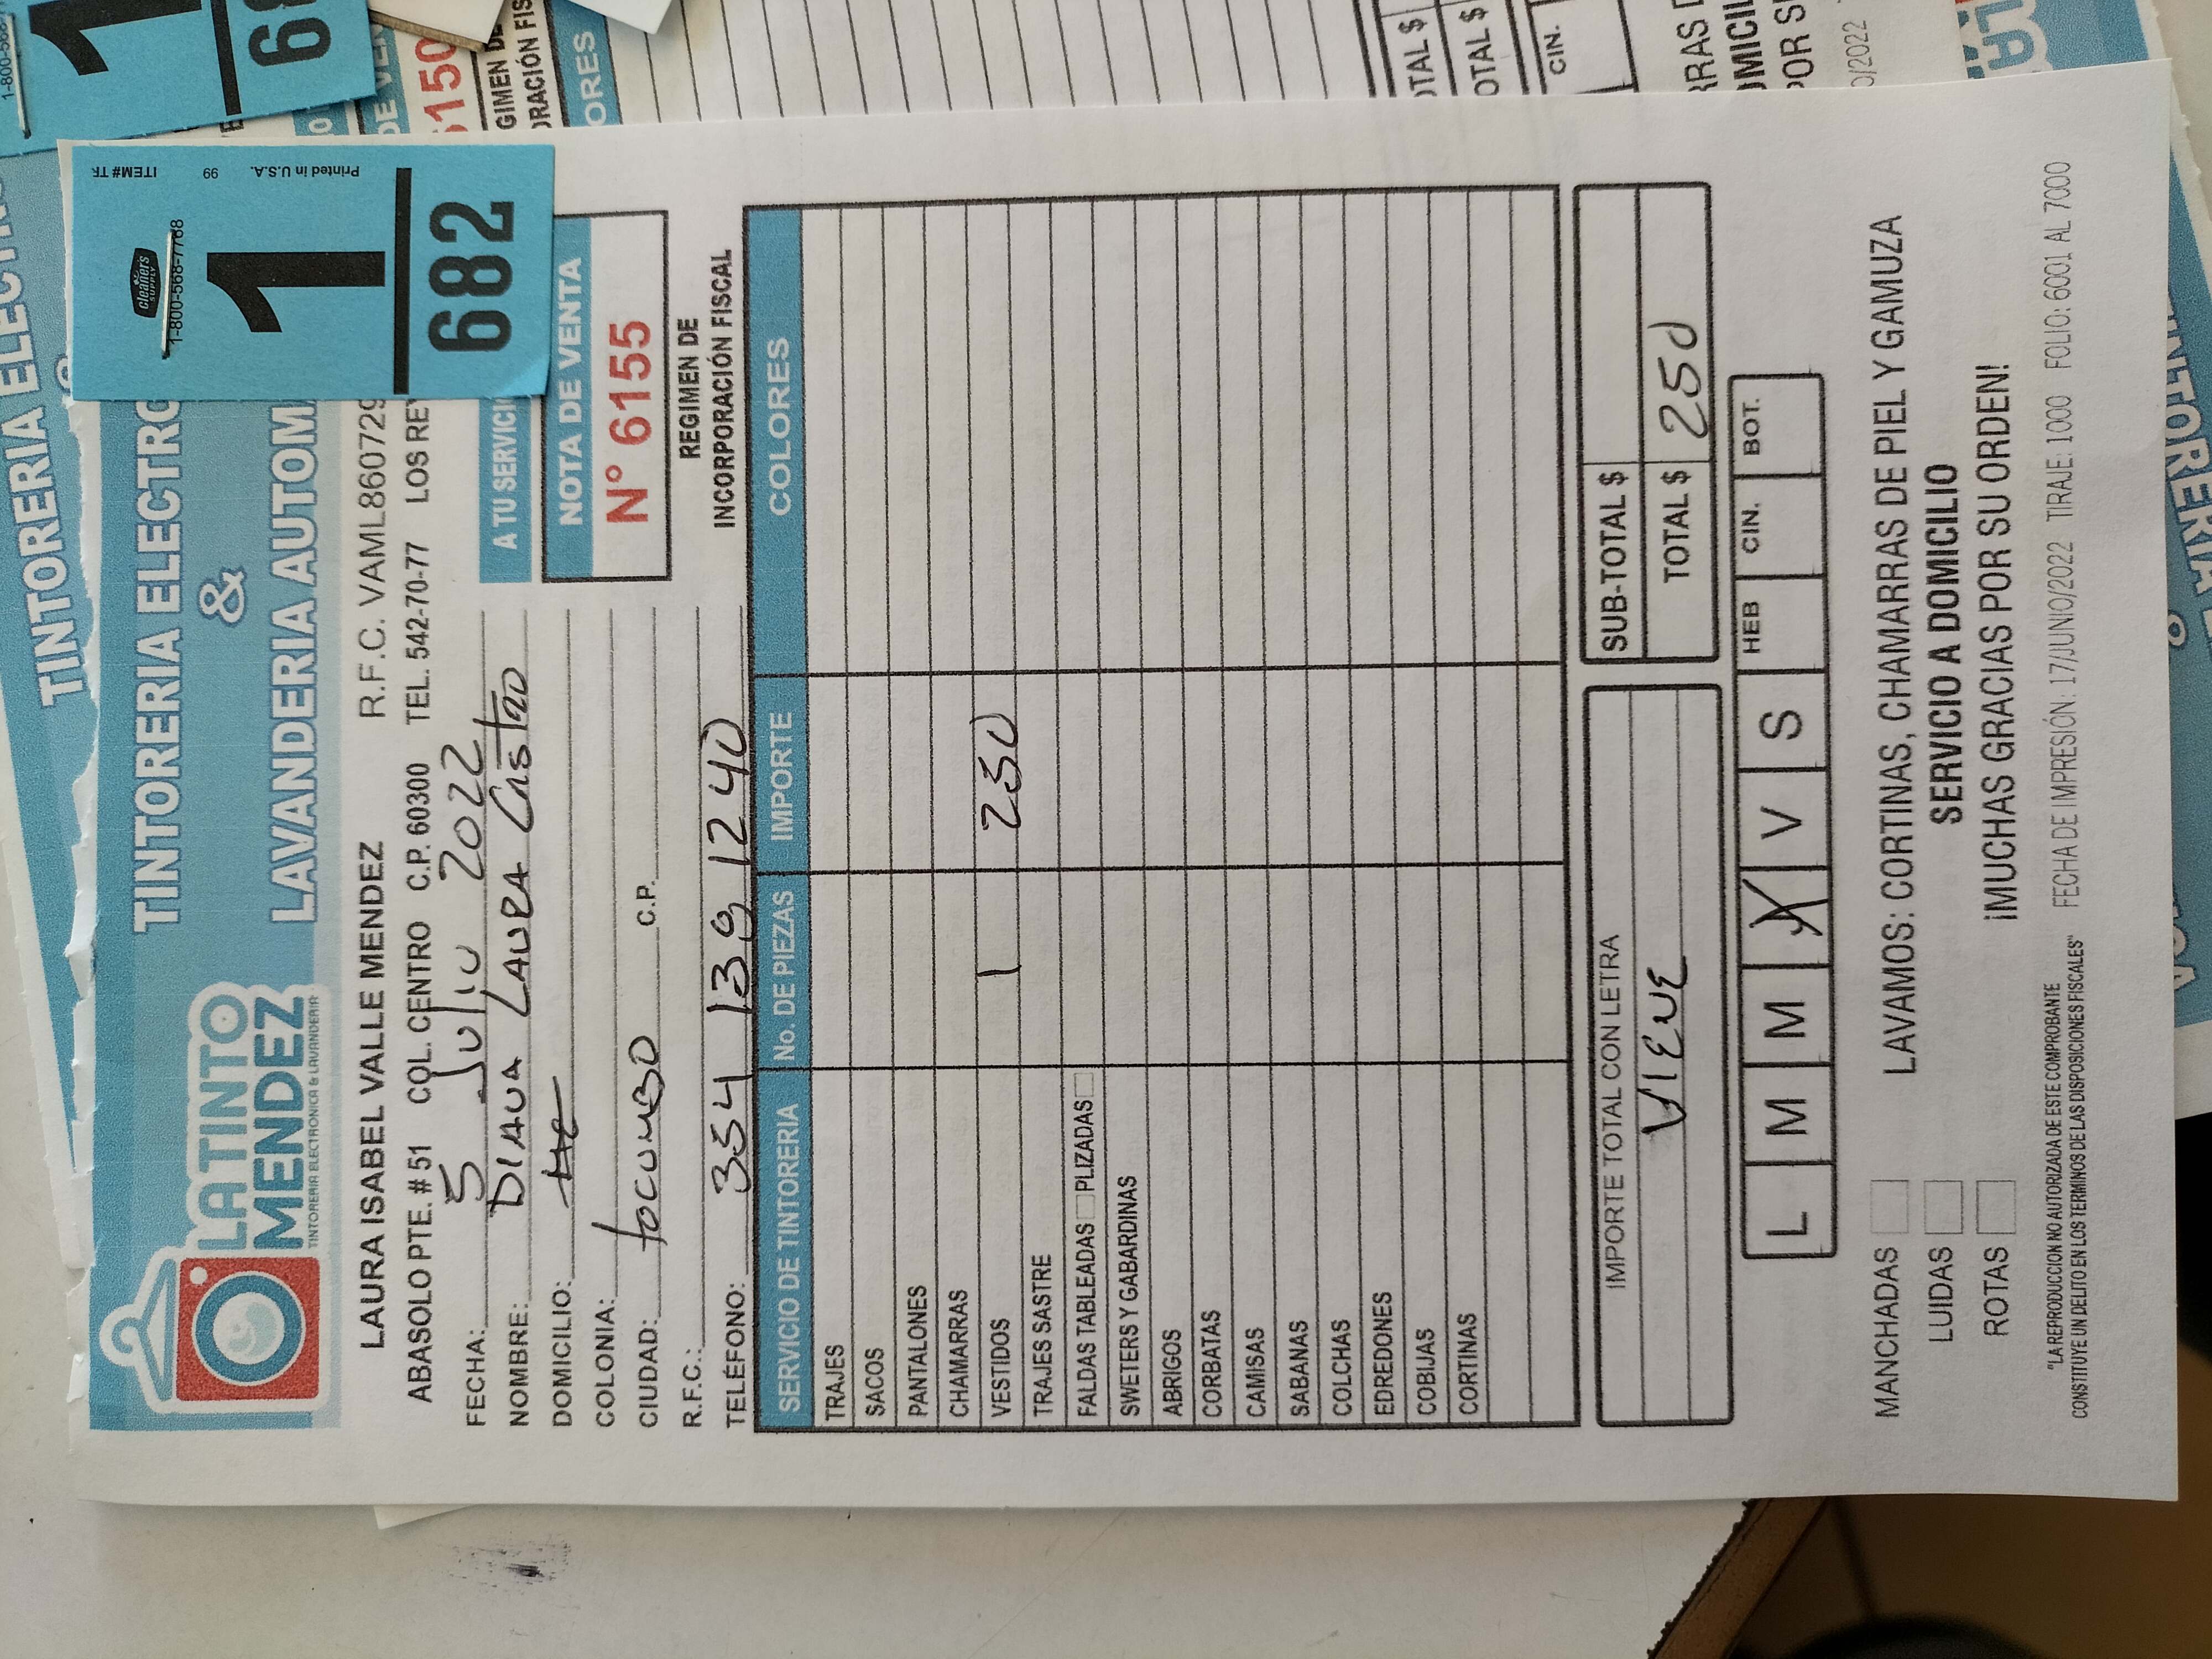 TINTORERIA ELECTRO
&
LAVANDERIA AUTOM
LATINTO
MENDEZ
TINTORERIA ELECTRONICA & LAVANDERIA
cleaner's
SUPPLY
1-800-568-7768
ITEM# TF
99
Printed in U.S.A.
1
682
LAURA ISABEL VALLE MENDEZ R.F.C. VAML860729
ABASOLO PTE. # 51 COL. CENTRO C.P. 60300 TEL. 542-70-77 LOS REY
A TU SERVICI
FECHA: 5 Julio 2022
NOMBRE: DIANA LAURA Castro
DOMICILIO:
COLONIA:
CIUDAD: tocumbo C.P.
R.F.C.:
TELÉFONO: 354 139 1240
NOTA DE VENTA
N° 6155
REGIMEN DE
INCORPORACIÓN FISCAL
SERVICIO DE TINTORERIA No. DE PIEZAS IMPORTE COLORES
TRAJES
SACOS
PANTALONES
CHAMARRAS
VESTIDOS 1 250
TRAJES SASTRE
FALDAS TABLEADAS PLIZADAS
SWETERS Y GABARDINAS
ABRIGOS
CORBATAS
CAMISAS
SABANAS
COLCHAS
EDREDONES
COBIJAS
CORTINAS
IMPORTE TOTAL CON LETRA
VIENE
SUB-TOTAL $
TOTAL $ 250
L M M J V S HEB CIN. BOT.
MANCHADAS
LUIDAS
ROTAS
LAVAMOS: CORTINAS, CHAMARRAS DE PIEL Y GAMUZA
SERVICIO A DOMICILIO
¡MUCHAS GRACIAS POR SU ORDEN!
"LA REPRODUCCION NO AUTORIZADA DE ESTE COMPROBANTE
CONSTITUYE UN DELITO EN LOS TERMINOS DE LAS DISPOSICIONES FISCALES"
FECHA DE IMPRESIÓN: 17/JUNIO/2022 TIRAJE: 1000 FOLIO: 6001 AL 7000